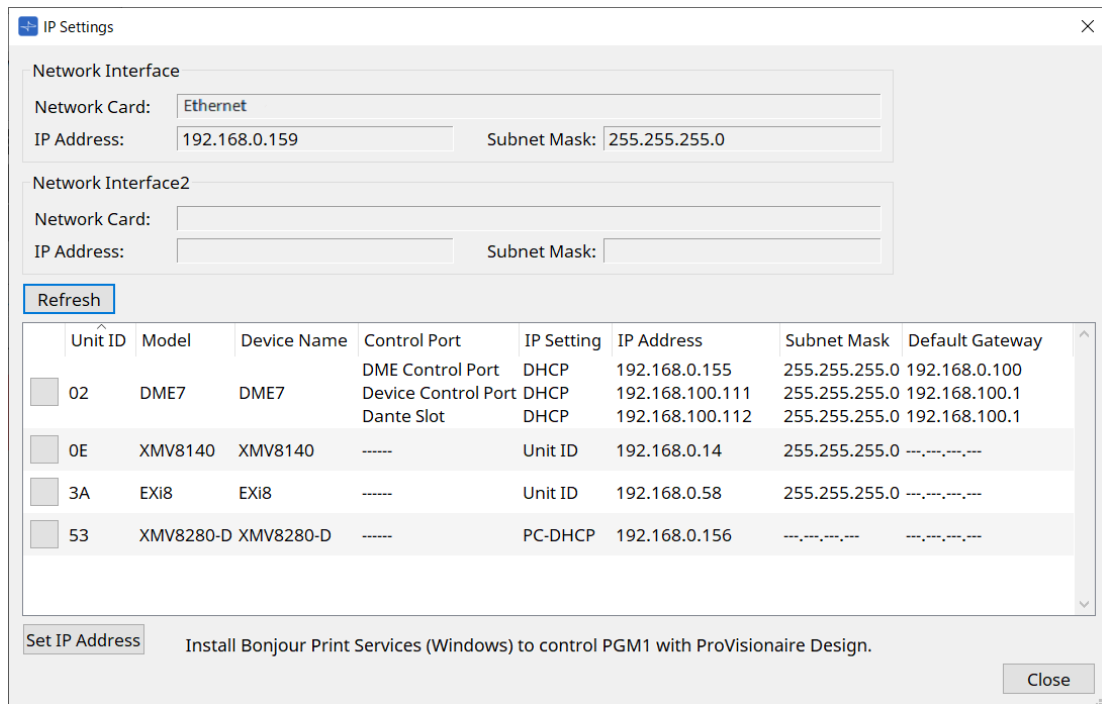 IP Settings
Network Interface
Network Card: Ethernet
IP Address: 192.168.0.159 Subnet Mask: 255.255.255.0
Network Interface2
Network Card:
IP Address: Subnet Mask:
Refresh
Unit ID Model Device Name Control Port IP Setting IP Address Subnet Mask Default Gateway
DME Control Port DHCP 192.168.0.155 255.255.255.0 192.168.0.100
02 DME7 DME7 Device Control Port DHCP 192.168.100.111 255.255.255.0 192.168.100.1
Dante Slot DHCP 192.168.100.112 255.255.255.0 192.168.100.1
0E XMV8140 XMV8140 ------ Unit ID 192.168.0.14 255.255.255.0 ---.---.---.---
3A EXi8 EXi8 ------ Unit ID 192.168.0.58 255.255.255.0 ---.---.---.---
53 XMV8280-D XMV8280-D ------ PC-DHCP 192.168.0.156 ---.---.---.--- ---.---.---.---
Set IP Address Install Bonjour Print Services (Windows) to control PGM1 with ProVisionaire Design.
Close